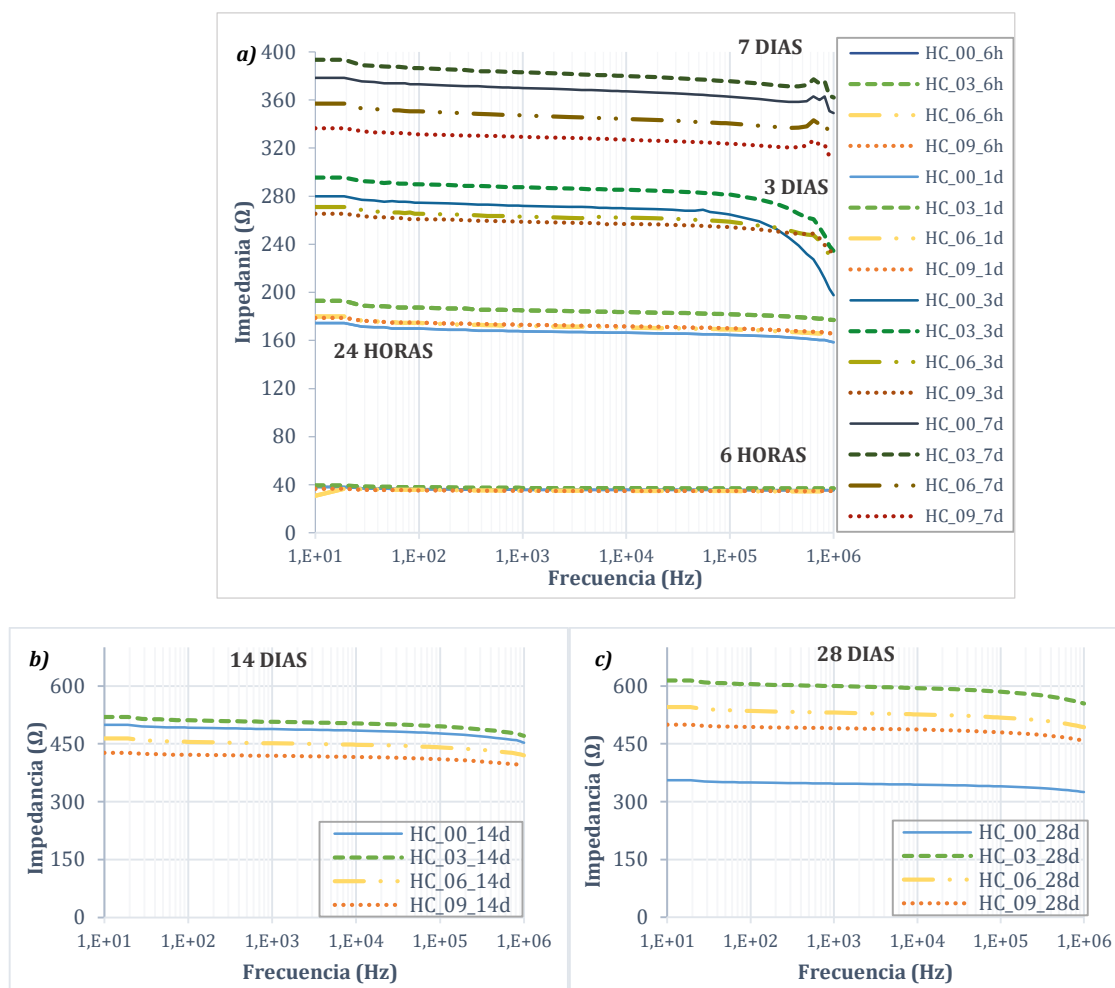 a)
7 DIAS
3 DIAS
24 HORAS
6 HORAS
Impedania (Ω)
400
360
320
280
240
200
160
120
80
40
0
1,E+01 1,E+02 1,E+03 1,E+04 1,E+05 1,E+06
Frecuencia (Hz)
HC_00_6h
HC_03_6h
HC_06_6h
HC_09_6h
HC_00_1d
HC_03_1d
HC_06_1d
HC_09_1d
HC_00_3d
HC_03_3d
HC_06_3d
HC_09_3d
HC_00_7d
HC_03_7d
HC_06_7d
HC_09_7d
b)
14 DIAS
Impedancia (Ω)
600
450
300
150
0
HC_00_14d
HC_03_14d
HC_06_14d
HC_09_14d
1,E+01 1,E+02 1,E+03 1,E+04 1,E+05 1,E+06
Frecuencia (Hz)
c)
28 DIAS
Impedancia (Ω)
600
450
300
150
0
HC_00_28d
HC_03_28d
HC_06_28d
HC_09_28d
1,E+01 1,E+02 1,E+03 1,E+04 1,E+05 1,E+06
Frecuencia (Hz)